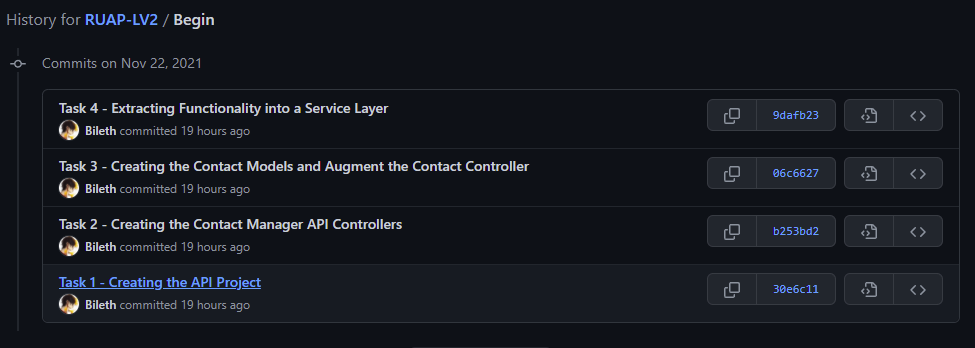 History for RUAP-LV2 / Begin
Commits on Nov 22, 2021
Task 4 - Extracting Functionality into a Service Layer
9dafb23
Bileth committed 19 hours ago
Task 3 - Creating the Contact Models and Augment the Contact Controller
06c6627
Bileth committed 19 hours ago
Task 2 - Creating the Contact Manager API Controllers
b253bd2
Bileth committed 19 hours ago
Task 1 - Creating the API Project
30e6c11
Bileth committed 19 hours ago